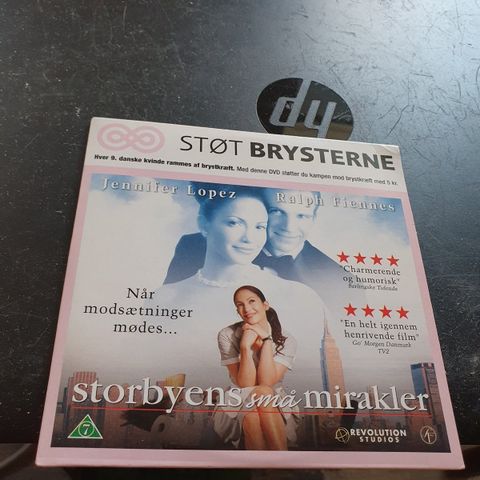 dy
STØT BRYSTERNE
Hver 9. danske kvinde rammes af brystkræft. Med denne DVD støtter du kampen mod brystkræft med 5 kr.
Jennifer Lopez Ralph Fiennes
"Charmerende
og humorisk"
Berlingske Tidende
Når
modsætninger
mødes...
"En helt igennem
henrivende film"
Go' Morgen Danmark
TV2
storbyens små mirakler
7
REVOLUTION
STUDIOS